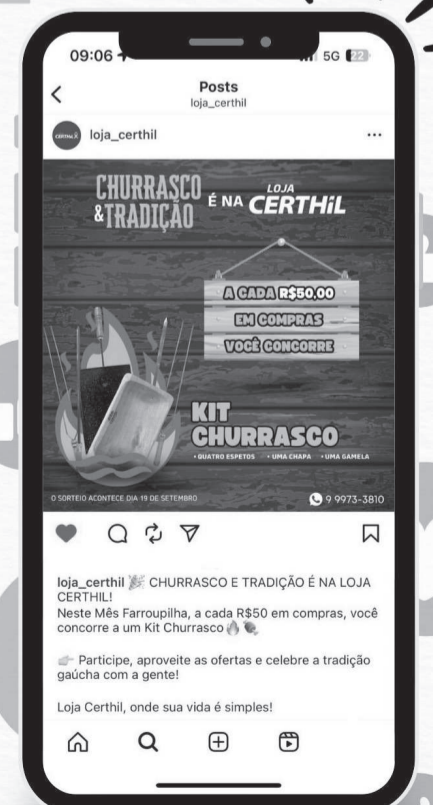 09:06
5G 22
Posts
loja_certhil
CERTHIL
loja_certhil
CHURRASCO
&TRADIÇÃO
É NA
LOJA
CERTHiL
A CADA R$50,00
EM COMPRAS
VOCÊ CONCORRE
KIT
CHURRASCO
• QUATRO ESPETOS • UMA CHAPA • UMA GAMELA
O SORTEIO ACONTECE DIA 19 DE SETEMBRO
9 9973-3810
loja_certhil 🎉 CHURRASCO E TRADIÇÃO É NA LOJA
CERTHIL!
Neste Mês Farroupilha, a cada R$50 em compras, você
concorre a um Kit Churrasco🔥🍖
👉 Participe, aproveite as ofertas e celebre a tradição
gaúcha com a gente!
Loja Certhil, onde sua vida é simples!